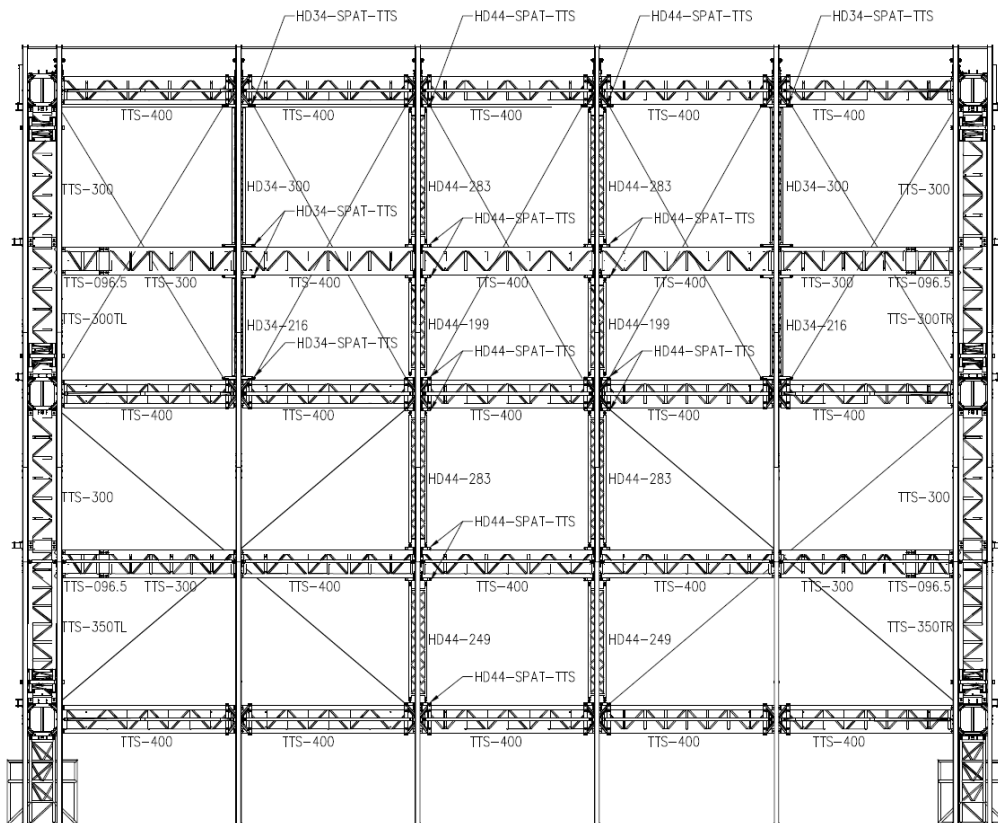 HD34-SPAT-TTS HD44-SPAT-TTS HD44-SPAT-TTS HD34-SPAT-TTS
TTS-400 TTS-400 TTS-400 TTS-400 TTS-400
TTS-300 HD34-300 HD44-283 HD44-283 HD34-300 TTS-300
HD34-SPAT-TTS HD44-SPAT-TTS HD44-SPAT-TTS
TTS-096.5 TTS-300 TTS-400 TTS-400 TTS-400 TTS-300 TTS-096.5
TTS-300TL HD34-216 HD44-199 HD44-199 HD34-216 TTS-300TR
HD34-SPAT-TTS HD44-SPAT-TTS HD44-SPAT-TTS
TTS-400 TTS-400 TTS-400 TTS-400 TTS-400
TTS-300 HD44-283 HD44-283 TTS-300
HD44-SPAT-TTS
TTS-096.5 TTS-300 TTS-400 TTS-400 TTS-400 TTS-300 TTS-096.5
TTS-350TL HD44-249 HD44-249 TTS-350TR
HD44-SPAT-TTS
TTS-400 TTS-400 TTS-400 TTS-400 TTS-400